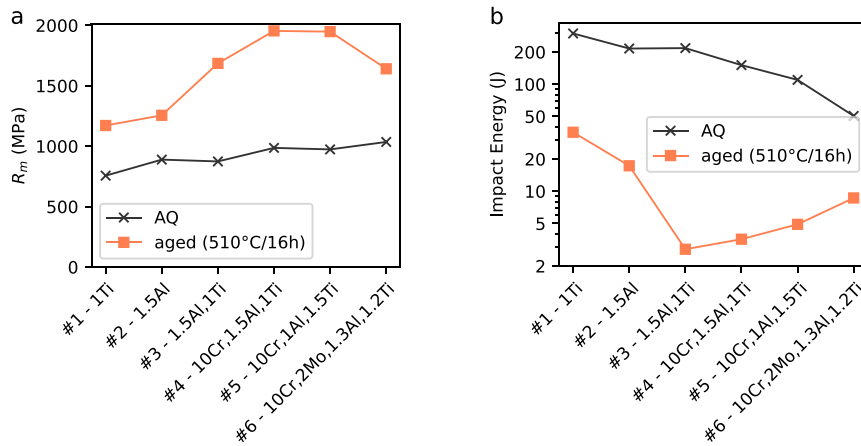 a
R_m (MPa)
2000
1500
1000
500
0
AQ
aged (510°C/16h)
#1 - 1Ti
#2 - 1.5Al
#3 - 1.5Al,1Ti
#4 - 10Cr,1.5Al,1Ti
#5 - 10Cr,1Al,1.5Ti
#6 - 10Cr,2Mo,1.3Al,1.2Ti
b
Impact Energy (J)
200
100
50
20
10
5
2
AQ
aged (510°C/16h)
#1 - 1Ti
#2 - 1.5Al
#3 - 1.5Al,1Ti
#4 - 10Cr,1.5Al,1Ti
#5 - 10Cr,1Al,1.5Ti
#6 - 10Cr,2Mo,1.3Al,1.2Ti